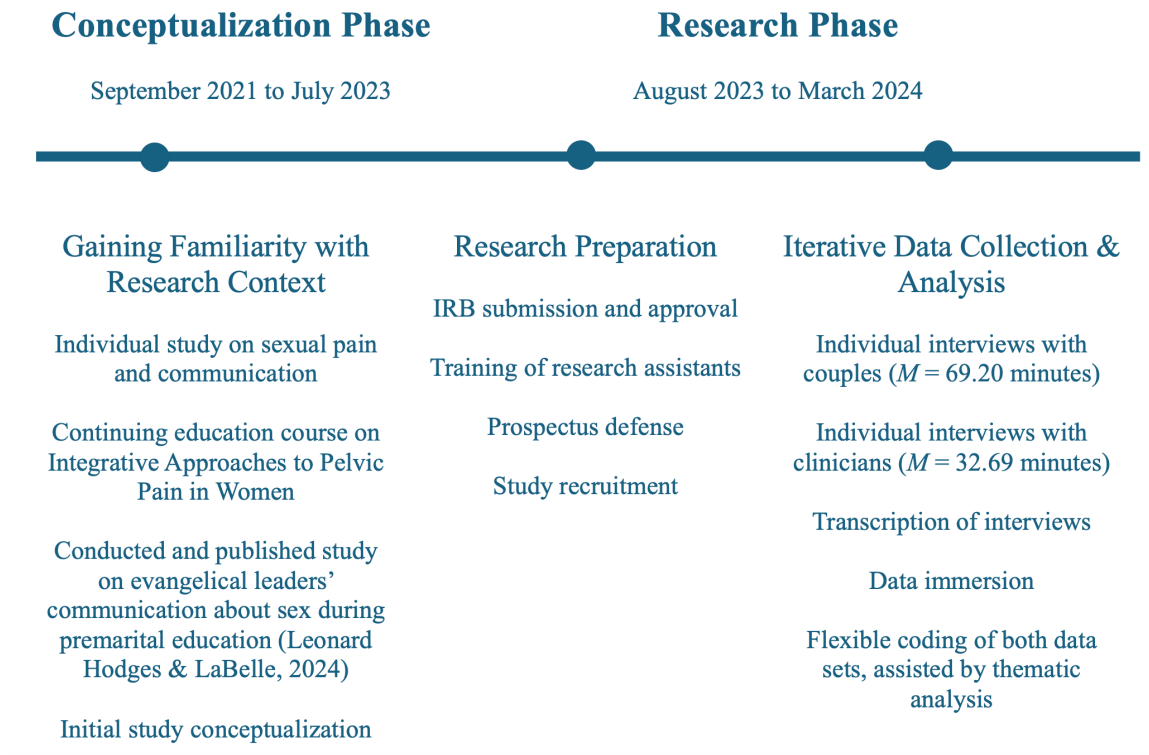 Conceptualization Phase
Research Phase
September 2021 to July 2023
August 2023 to March 2024
Gaining Familiarity with
Research Context
Individual study on sexual pain
and communication
Continuing education course on
Integrative Approaches to Pelvic
Pain in Women
Conducted and published study
on evangelical leaders’
communication about sex during
premarital education (Leonard
Hodges & LaBelle, 2024)
Initial study conceptualization
Research Preparation
IRB submission and approval
Training of research assistants
Prospectus defense
Study recruitment
Iterative Data Collection &
Analysis
Individual interviews with
couples (M = 69.20 minutes)
Individual interviews with
clinicians (M = 32.69 minutes)
Transcription of interviews
Data immersion
Flexible coding of both data
sets, assisted by thematic
analysis